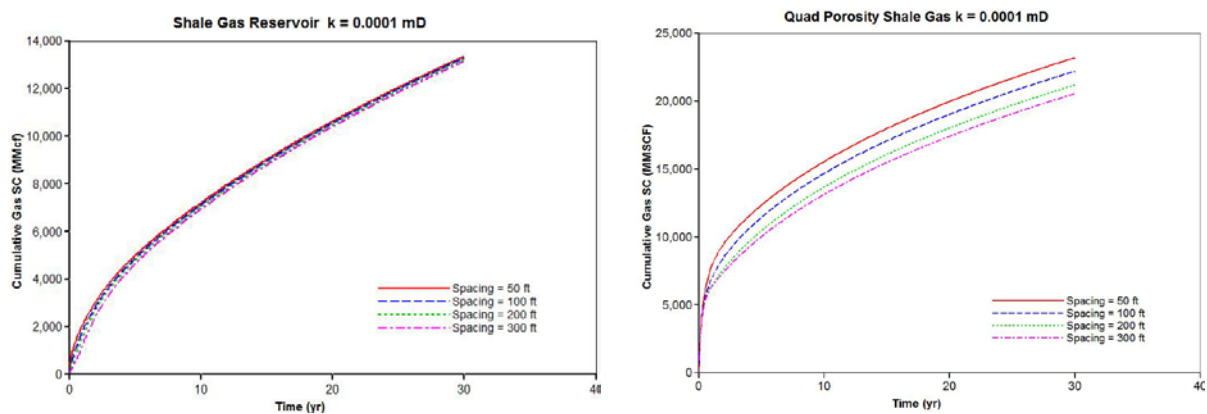 Shale Gas Reservoir k = 0.0001 mD
14,000
12,000
10,000
8,000
6,000
4,000
2,000
0
Cumulative Gas SC (MMcf)
Spacing = 50 ft
Spacing = 100 ft
Spacing = 200 ft
Spacing = 300 ft
0
10
20
30
40
Time (yr)
Quad Porosity Shale Gas k = 0.0001 mD
25,000
20,000
15,000
10,000
5,000
0
Cumulative Gas SC (MMSCF)
Spacing = 50 ft
Spacing = 100 ft
Spacing = 200 ft
Spacing = 300 ft
0
10
20
30
40
Time (yr)